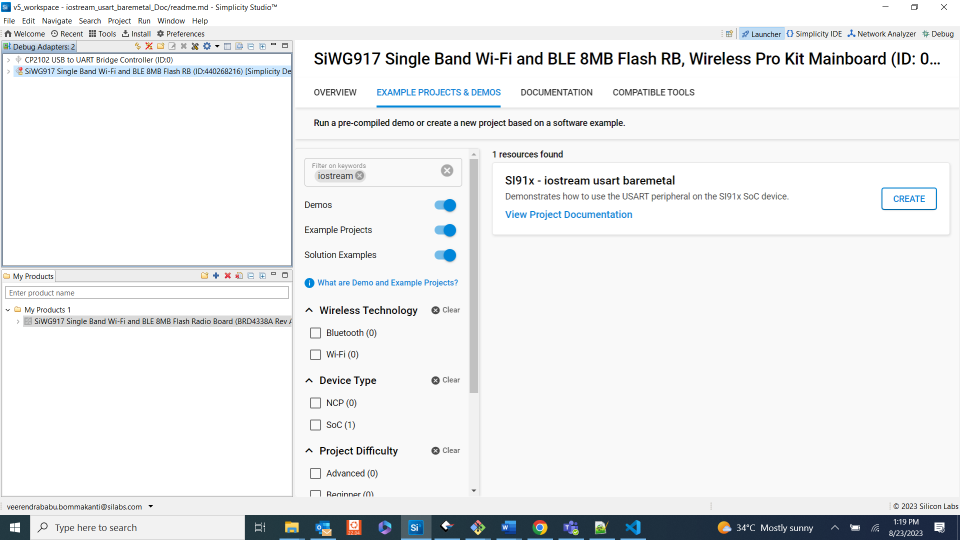 v5_workspace - iostream_usart_baremetal_Doc/readme.md - Simplicity Studio™
File Edit Navigate Search Project Run Window Help
Welcome Recent Tools Install Preferences
Launcher Simplicity IDE Network Analyzer Debug
Debug Adapters: 2
CP2102 USB to UART Bridge Controller (ID:0)
SiWG917 Single Band Wi-Fi and BLE 8MB Flash RB (ID:440268216) [Simplicity De
SiWG917 Single Band Wi-Fi and BLE 8MB Flash RB, Wireless Pro Kit Mainboard (ID: 0...
OVERVIEW EXAMPLE PROJECTS & DEMOS DOCUMENTATION COMPATIBLE TOOLS
Run a pre-compiled demo or create a new project based on a software example.
Filter on keywords
iostream
Demos
Example Projects
Solution Examples
What are Demo and Example Projects?
Wireless Technology Clear
Bluetooth (0)
Wi-Fi (0)
Device Type Clear
NCP (0)
SoC (1)
Project Difficulty Clear
Advanced (0)
Beginner (0)
1 resources found
SI91x - iostream usart baremetal
Demonstrates how to use the USART peripheral on the SI91x SoC device.
View Project Documentation
CREATE
My Products
Enter product name
My Products 1
SiWG917 Single Band Wi-Fi and BLE 8MB Flash Radio Board (BRD4338A Rev A
veerendrababu.bommakanti@silabs.com
© 2023 Silicon Labs
Type here to search
34°C Mostly sunny
1:19 PM
8/23/2023